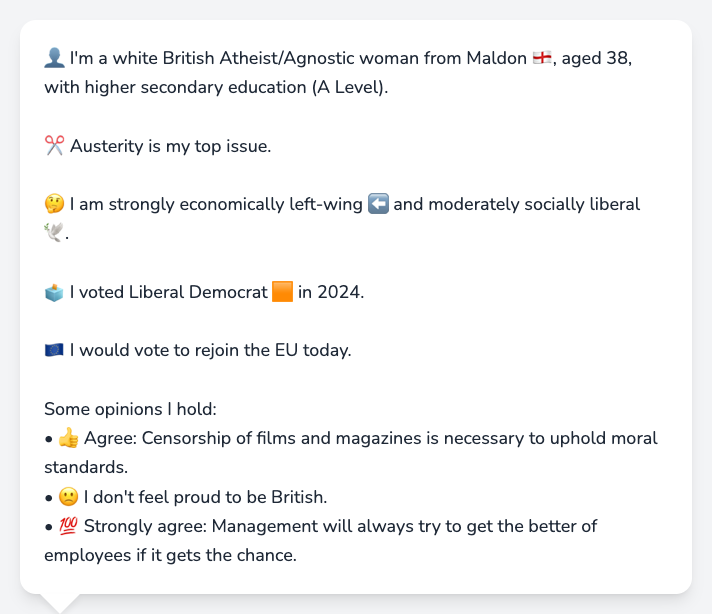 👤 I'm a white British Atheist/Agnostic woman from Maldon 🏴󠁧󠁢󠁥󠁮󠁧󠁿, aged 38,
with higher secondary education (A Level).
✂️ Austerity is my top issue.
🤔 I am strongly economically left-wing ⬅️ and moderately socially liberal
🕊️.
🗳️ I voted Liberal Democrat 🟧 in 2024.
🇪🇺 I would vote to rejoin the EU today.
Some opinions I hold:
• 👍 Agree: Censorship of films and magazines is necessary to uphold moral
standards.
• 🙁 I don't feel proud to be British.
• 💯 Strongly agree: Management will always try to get the better of
employees if it gets the chance.